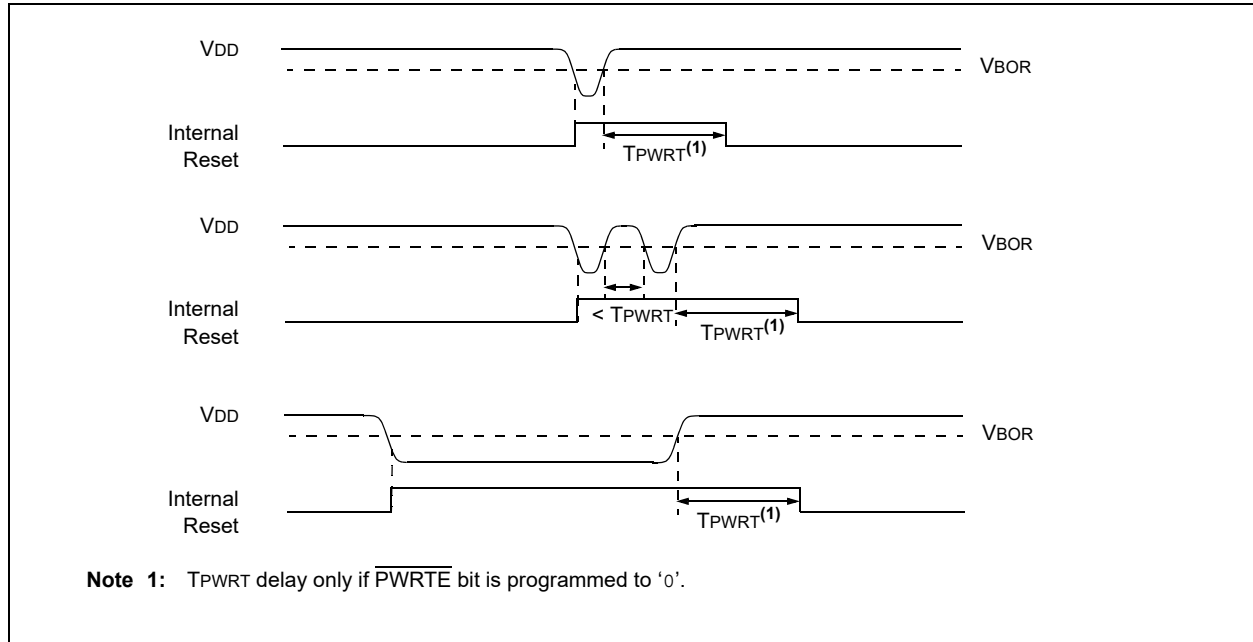 VDD
VBOR
Internal
Reset
TPWRT(1)
VDD
VBOR
Internal
Reset
< TPWRT
TPWRT(1)
VDD
VBOR
Internal
Reset
TPWRT(1)
Note 1: TPWRT delay only if PWRTE bit is programmed to ‘0’.